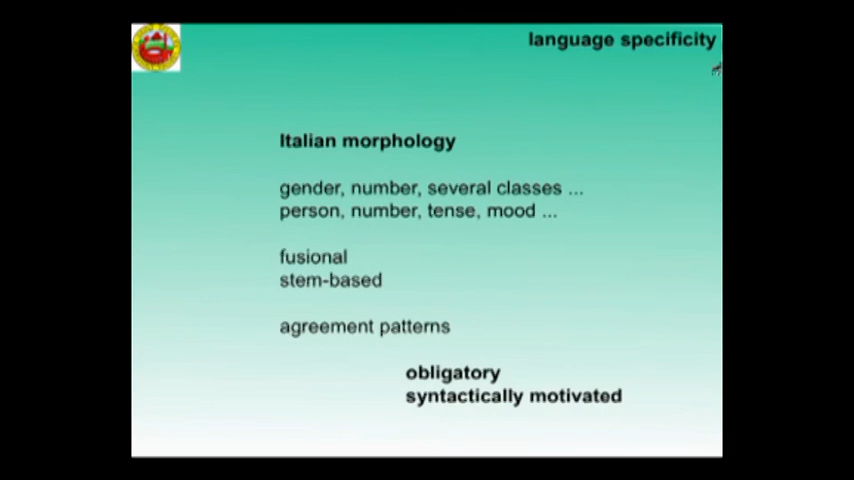 language specificity
Italian morphology
gender, number, several classes ...
person, number, tense, mood ...
fusional
stem-based
agreement patterns
obligatory
syntactically motivated